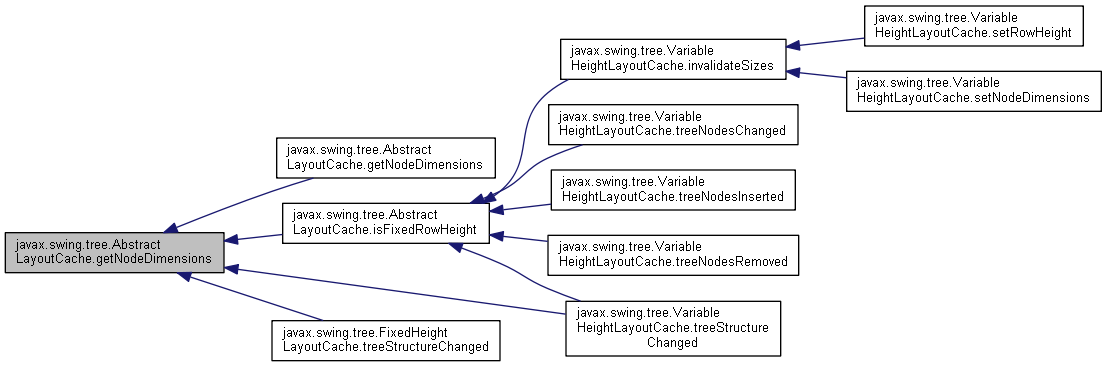 javax.swing.tree.Variable
HeightLayoutCache.setRowHeight
javax.swing.tree.Variable
HeightLayoutCache.invalidateSizes
javax.swing.tree.Variable
HeightLayoutCache.setNodeDimensions
javax.swing.tree.Variable
HeightLayoutCache.treeNodesChanged
javax.swing.tree.Abstract
LayoutCache.getNodeDimensions
javax.swing.tree.Variable
HeightLayoutCache.treeNodesInserted
javax.swing.tree.Abstract
LayoutCache.isFixedRowHeight
javax.swing.tree.Abstract
LayoutCache.getNodeDimensions
javax.swing.tree.Variable
HeightLayoutCache.treeNodesRemoved
javax.swing.tree.Variable
HeightLayoutCache.treeStructure
Changed
javax.swing.tree.FixedHeight
LayoutCache.treeStructureChanged